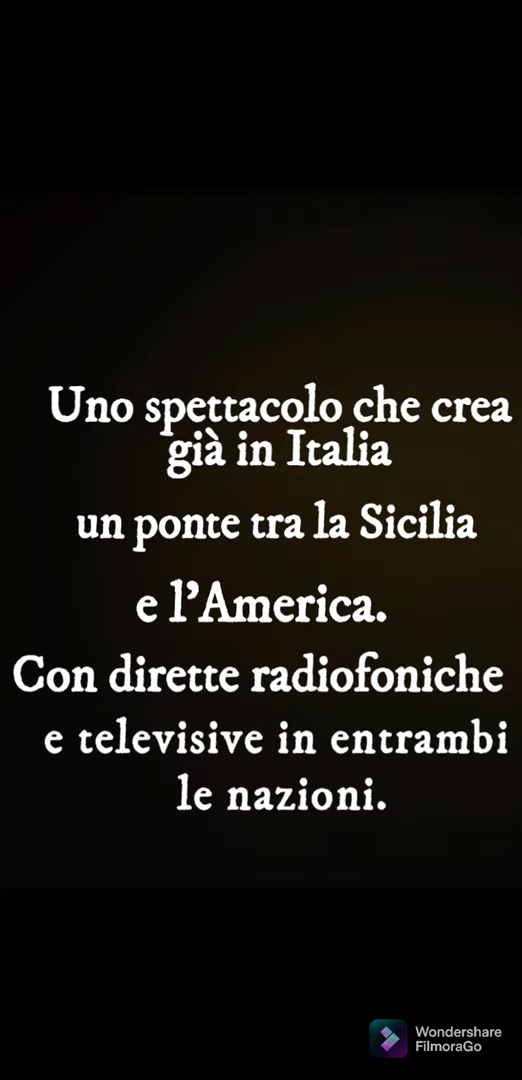 Uno spettacolo che crea
già in Italia
un ponte tra la Sicilia
e l'America.
Con dirette radiofoniche
e televisive in entrambi
le nazioni.
Wondershare
FilmoraGo